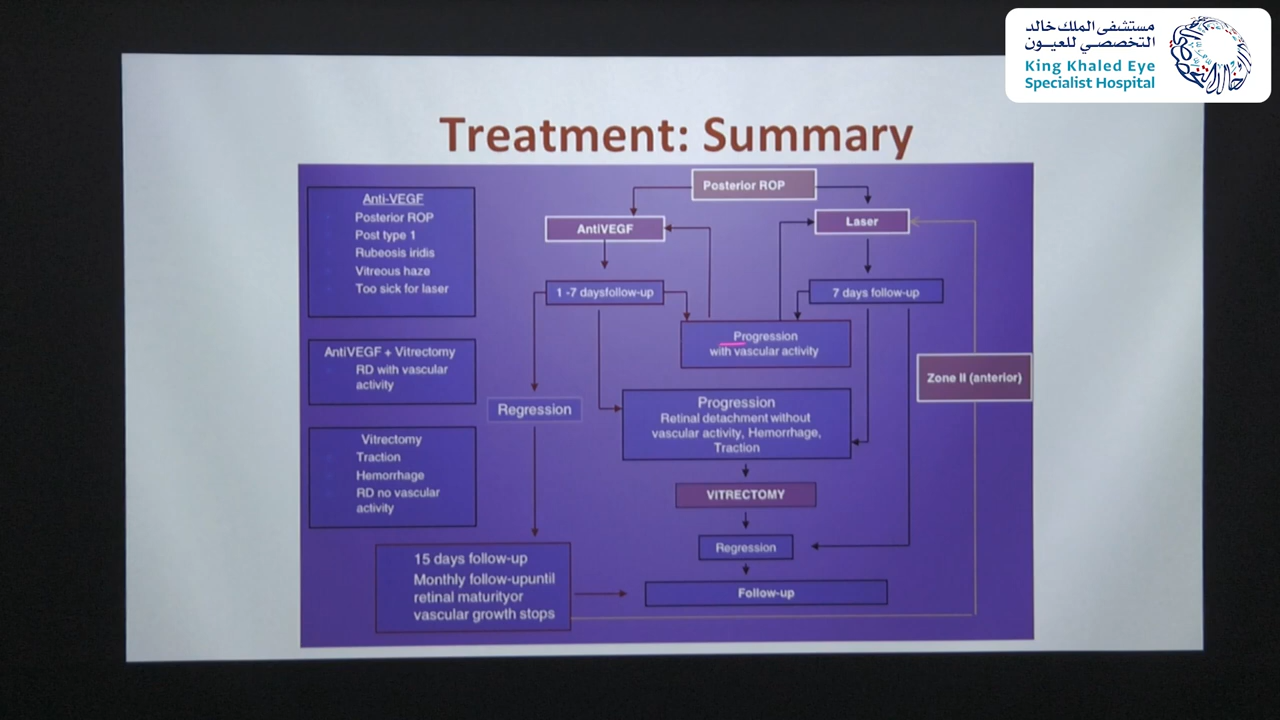 مستشفى الملك خالد
التخصصي للعيون
King Khaled Eye
Specialist Hospital
Treatment: Summary
Anti-VEGF
Posterior ROP
Post type 1
Rubeosis iridis
Vitreous haze
Too sick for laser
AntiVEGF + Vitrectomy
RD with vascular
activity
Vitrectomy
Traction
Hemorrhage
RD no vascular
activity
Posterior ROP
AntiVEGF
Laser
1 -7 daysfollow-up
7 days follow-up
Progression
with vascular activity
Zone II (anterior)
Regression
Progression
Retinal detachment without
vascular activity, Hemorrhage,
Traction
VITRECTOMY
Regression
15 days follow-up
Monthly follow-upuntil
retinal maturityor
vascular growth stops
Follow-up